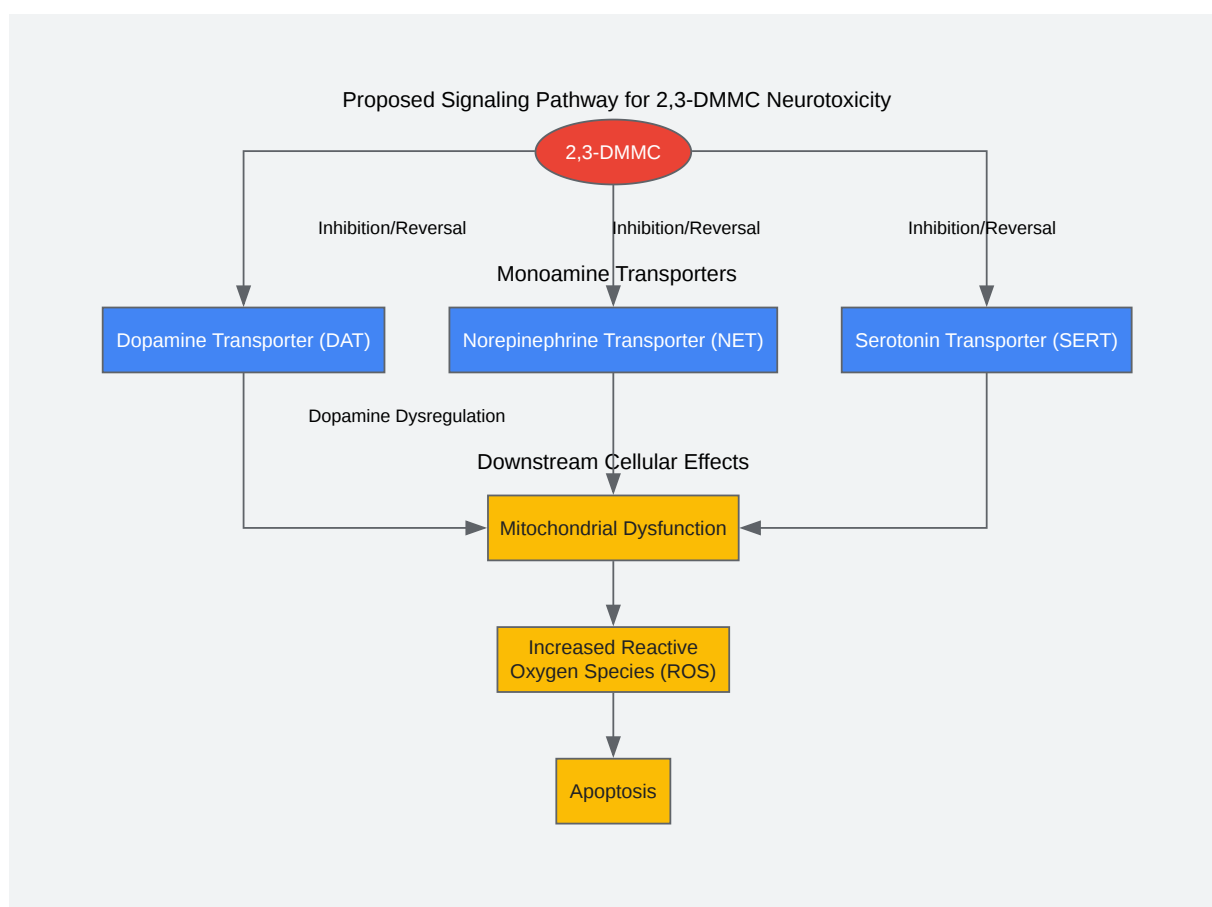 Proposed Signaling Pathway for 2,3-DMMC Neurotoxicity
2,3-DMMC
Inhibition/Reversal
Inhibition/Reversal
Inhibition/Reversal
Monoamine Transporters
Dopamine Transporter (DAT)
Norepinephrine Transporter (NET)
Serotonin Transporter (SERT)
Dopamine Dysregulation
Downstream Cellular Effects
Mitochondrial Dysfunction
Increased Reactive
Oxygen Species (ROS)
Apoptosis